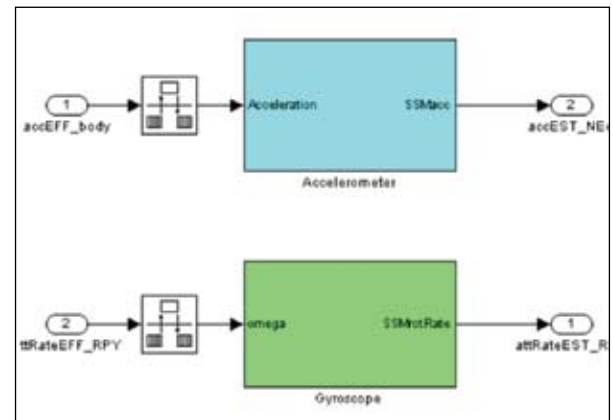 1
accEFF_body
Acceleration
SSMacc
2
accEST_NE
Accelerometer
2
ttRateEFF_RPY
omega
SSMrotRate
1
attRateEST_R
Gyroscope